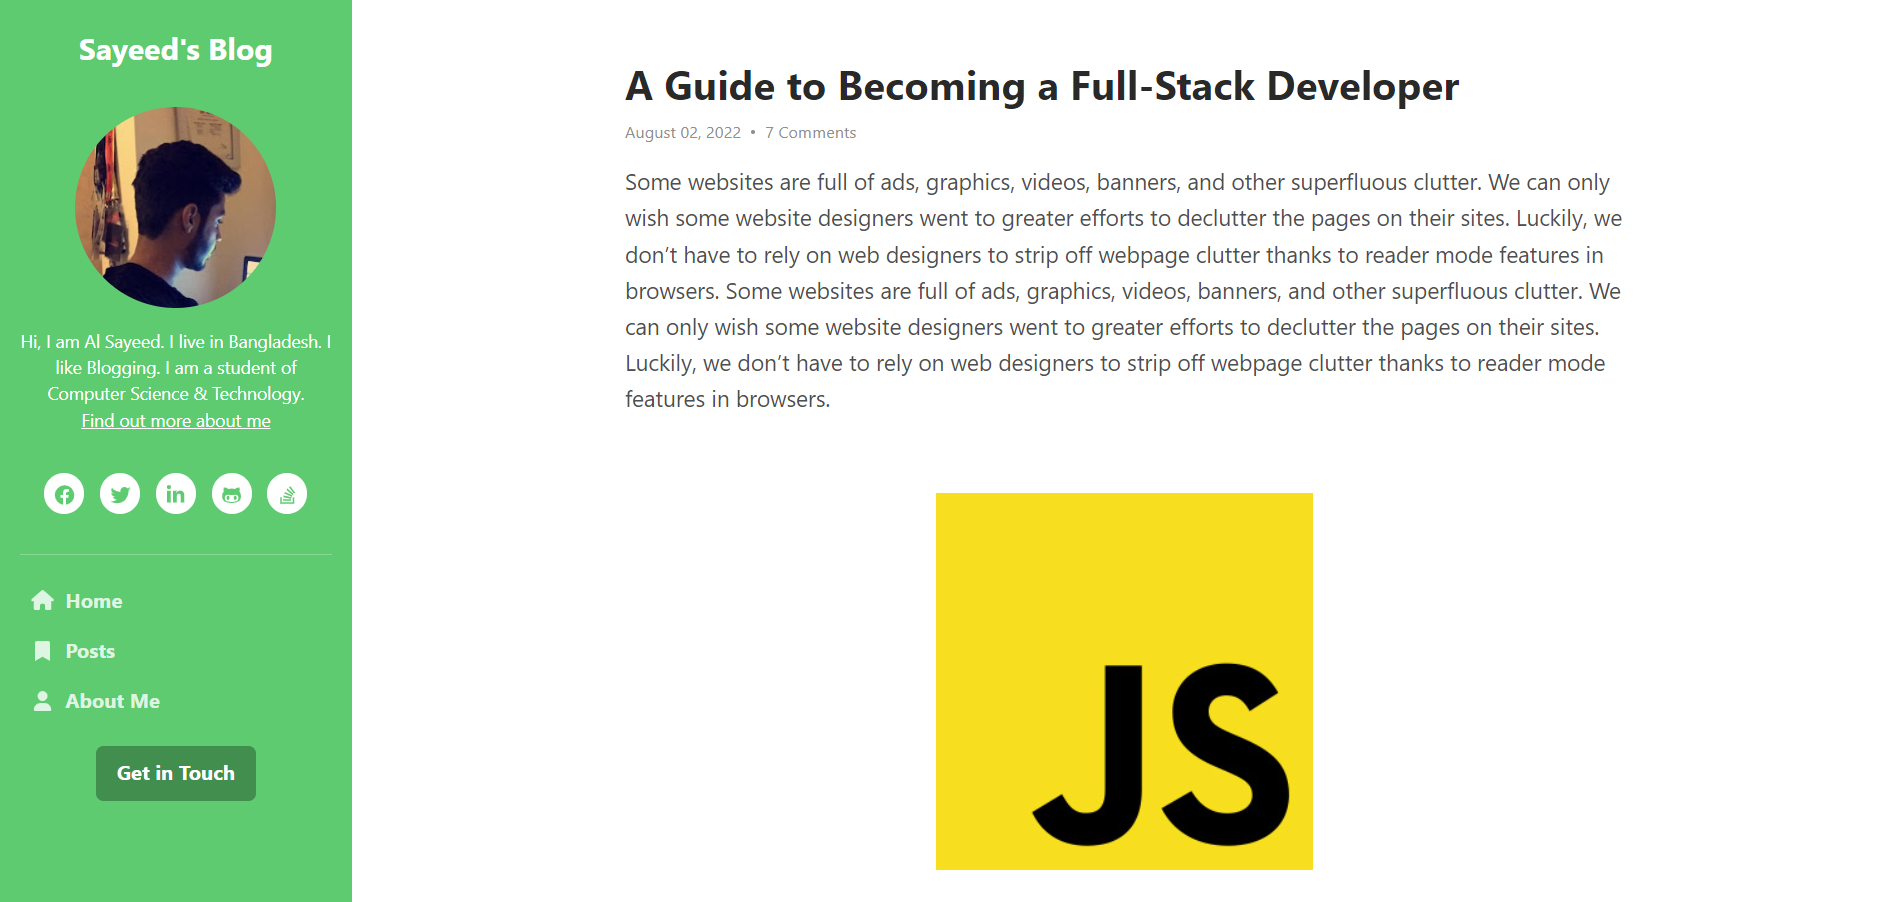 Sayeed's Blog
Hi, I am Al Sayeed. I live in Bangladesh. I
like Blogging. I am a student of
Computer Science & Technology.
Find out more about me
Home
Posts
About Me
Get in Touch
A Guide to Becoming a Full-Stack Developer
August 02, 2022 • 7 Comments
Some websites are full of ads, graphics, videos, banners, and other superfluous clutter. We can only
wish some website designers went to greater efforts to declutter the pages on their sites. Luckily, we
don’t have to rely on web designers to strip off webpage clutter thanks to reader mode features in
browsers. Some websites are full of ads, graphics, videos, banners, and other superfluous clutter. We
can only wish some website designers went to greater efforts to declutter the pages on their sites.
Luckily, we don’t have to rely on web designers to strip off webpage clutter thanks to reader mode
features in browsers.
JS